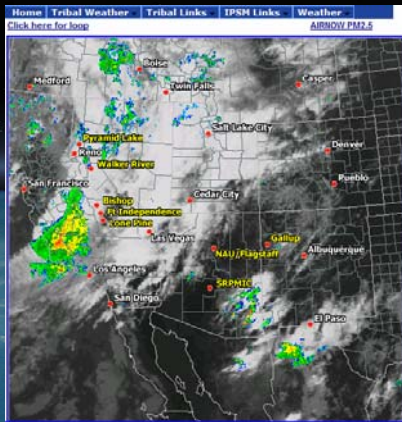 Home Tribal Weather Tribal Links IPSM Links Weather
Click here for loop AIRNOW PM2.5
Boise
Medford
Casper
Twin Falls
Salt Lake City
Pyramid Lake
Reno
Denver
Walker River
San Francisco
Pueblo
Bishop
Cedar City
Ft Independence
Lone Pine
Las Vegas
Gallup
NAU/Flagstaff
Albuquerque
Los Angeles
SRPMIC
San Diego
El Paso